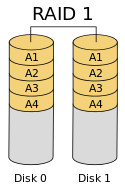 RAID 1
A1 A1
A2 A2
A3 A3
A4 A4
Disk 0 Disk 1